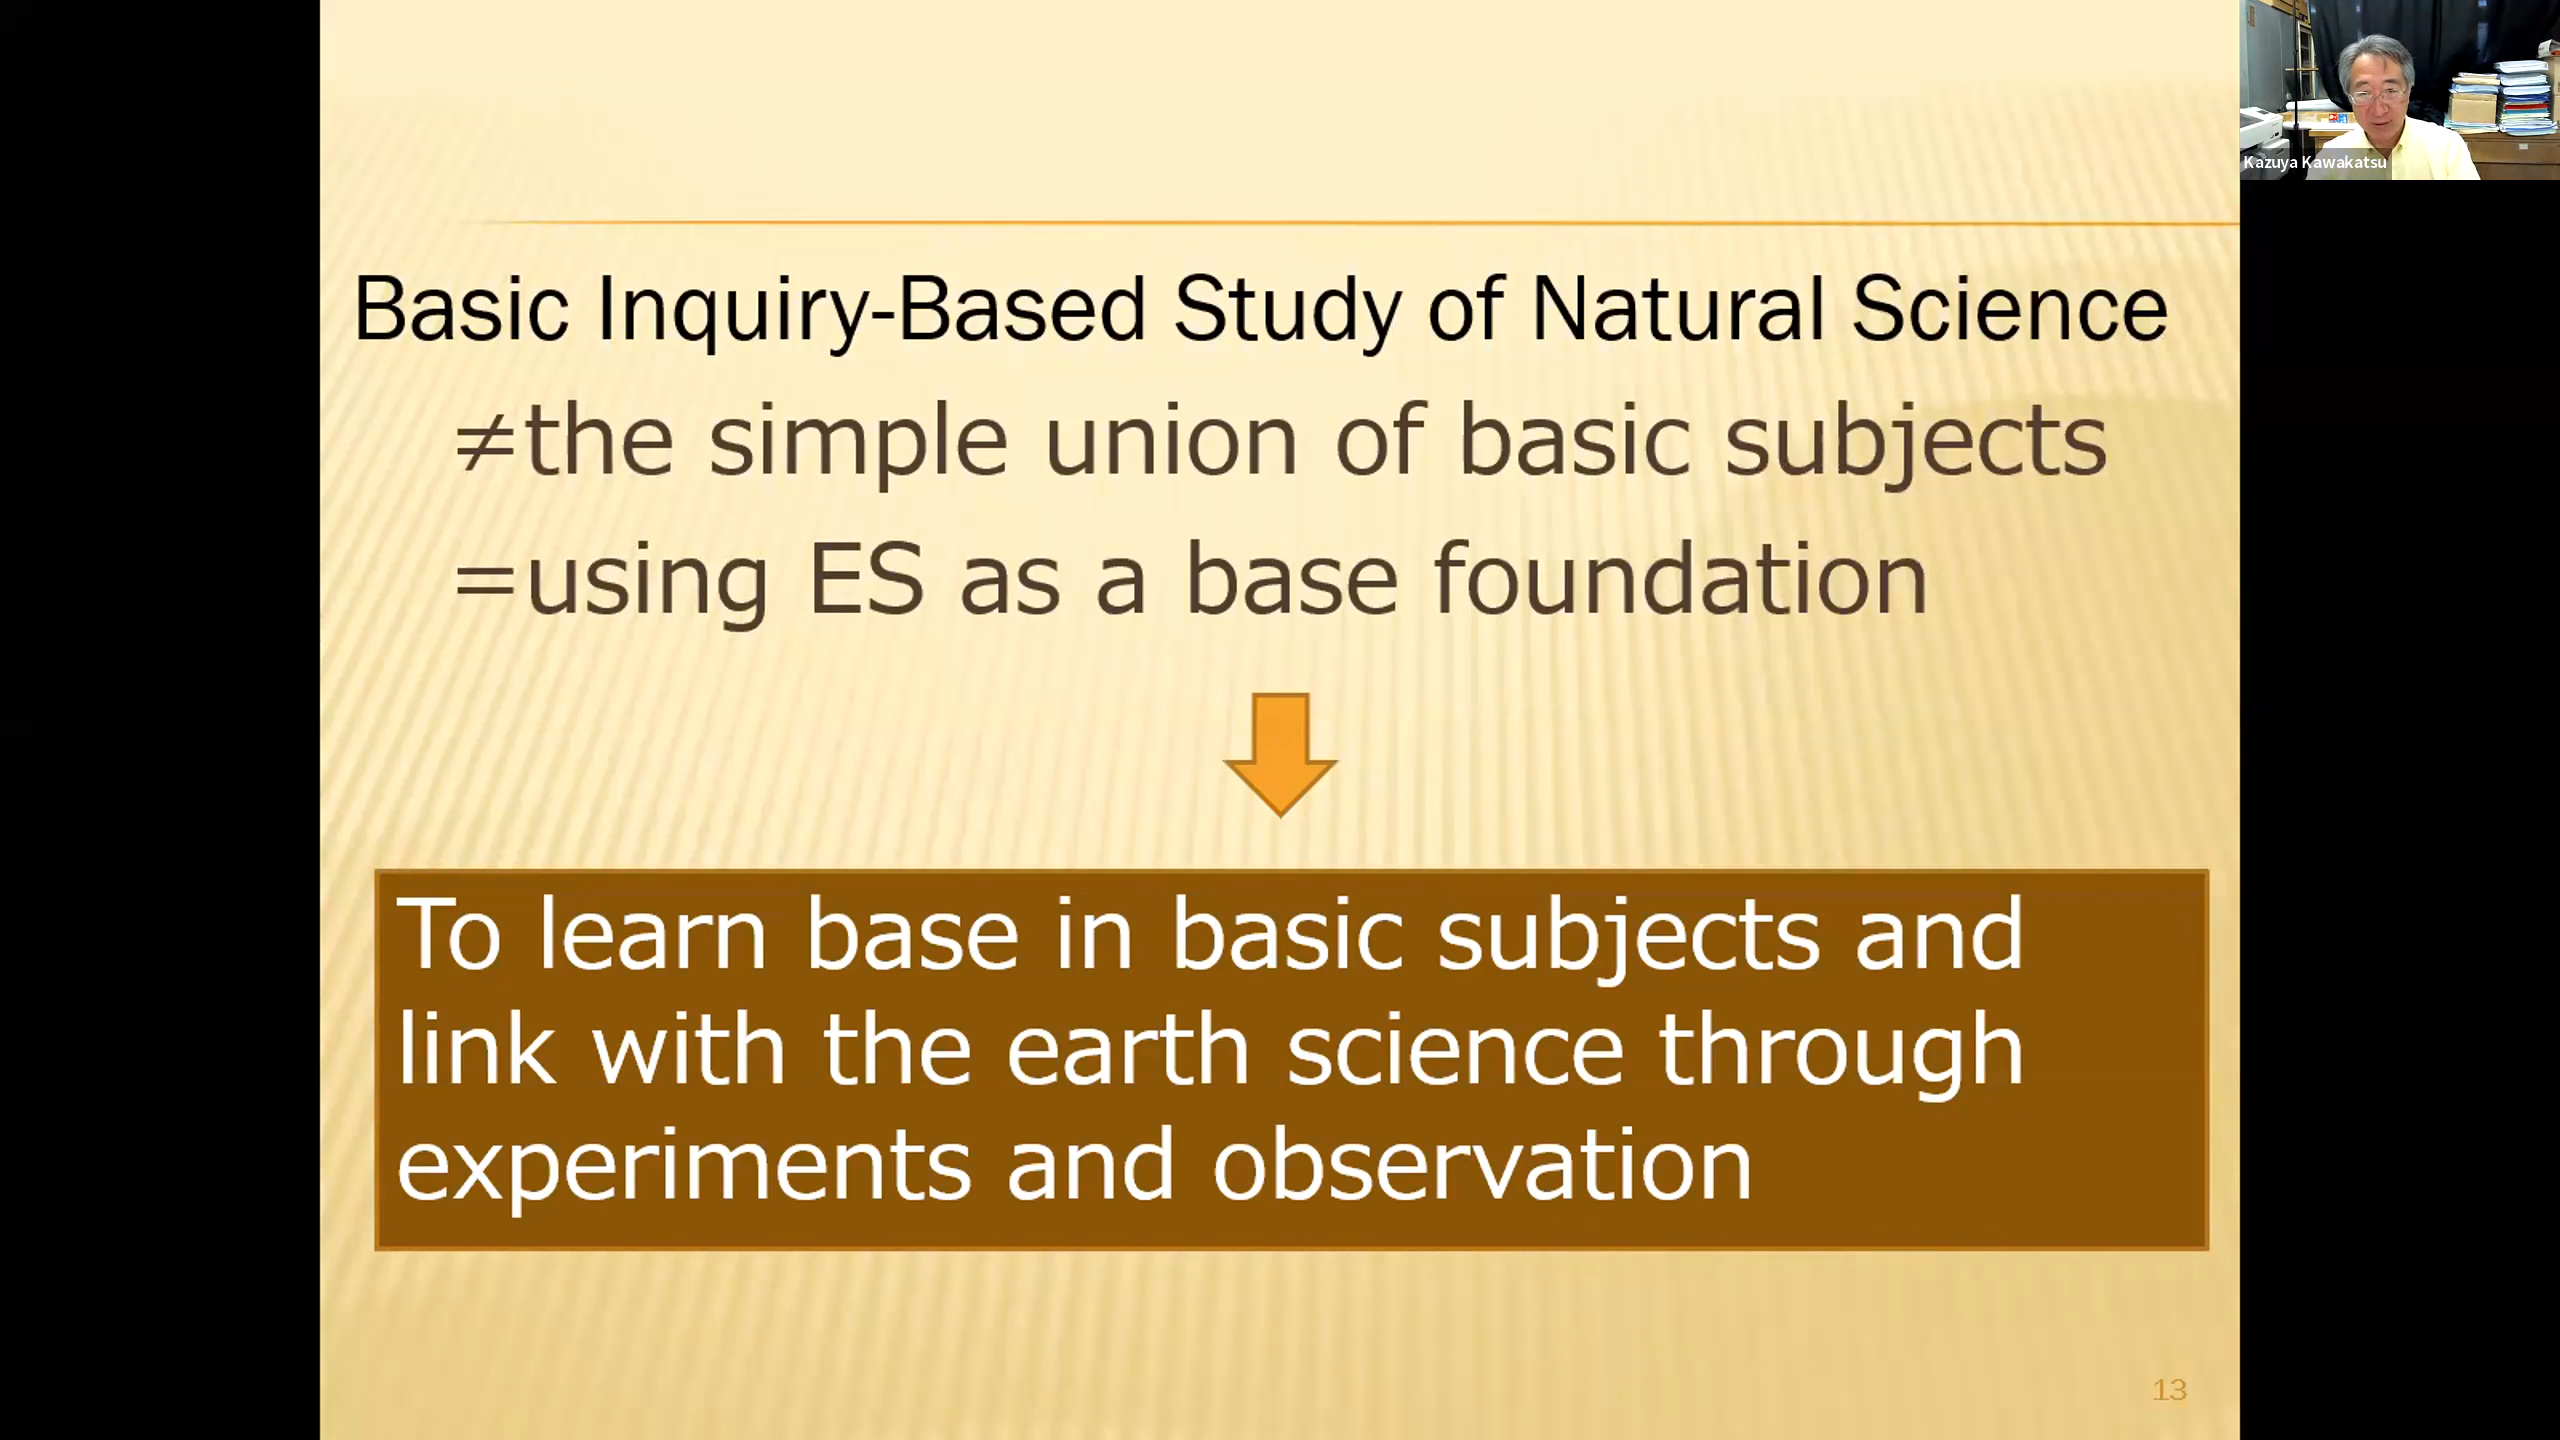 Kazuya Kawakatsu
Basic Inquiry-Based Study of Natural Science
≠the simple union of basic subjects
=using ES as a base foundation
To learn base in basic subjects and
link with the earth science through
experiments and observation
13